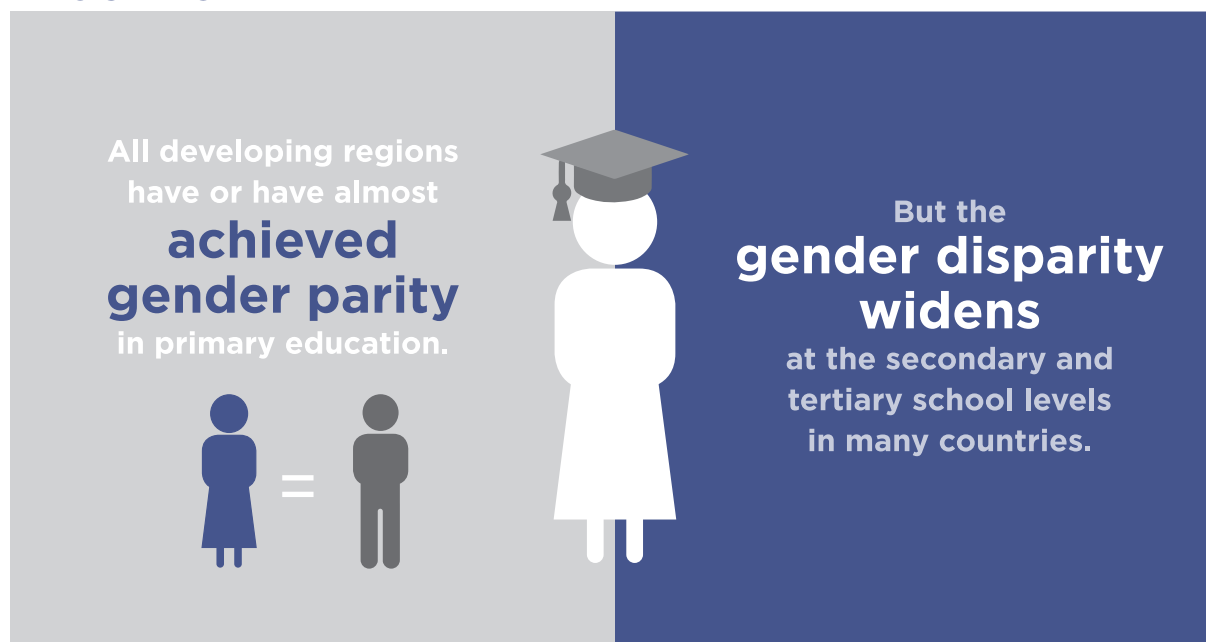 All developing regions
have or have almost
achieved
gender parity
in primary education.
=
But the
gender disparity
widens
at the secondary and
tertiary school levels
in many countries.